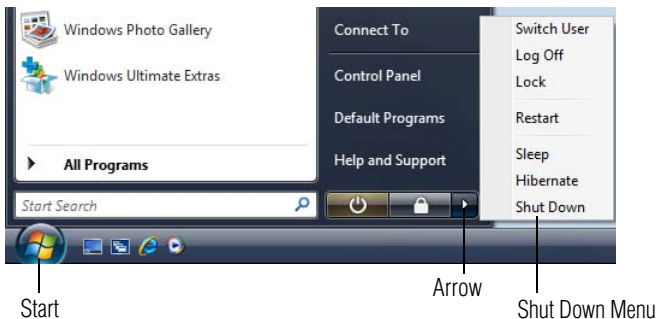 Windows Photo Gallery
Windows Ultimate Extras
All Programs
Start Search
Connect To
Control Panel
Default Programs
Help and Support
Switch User
Log Off
Lock
Restart
Sleep
Hibernate
Shut Down
Start
Arrow
Shut Down Menu